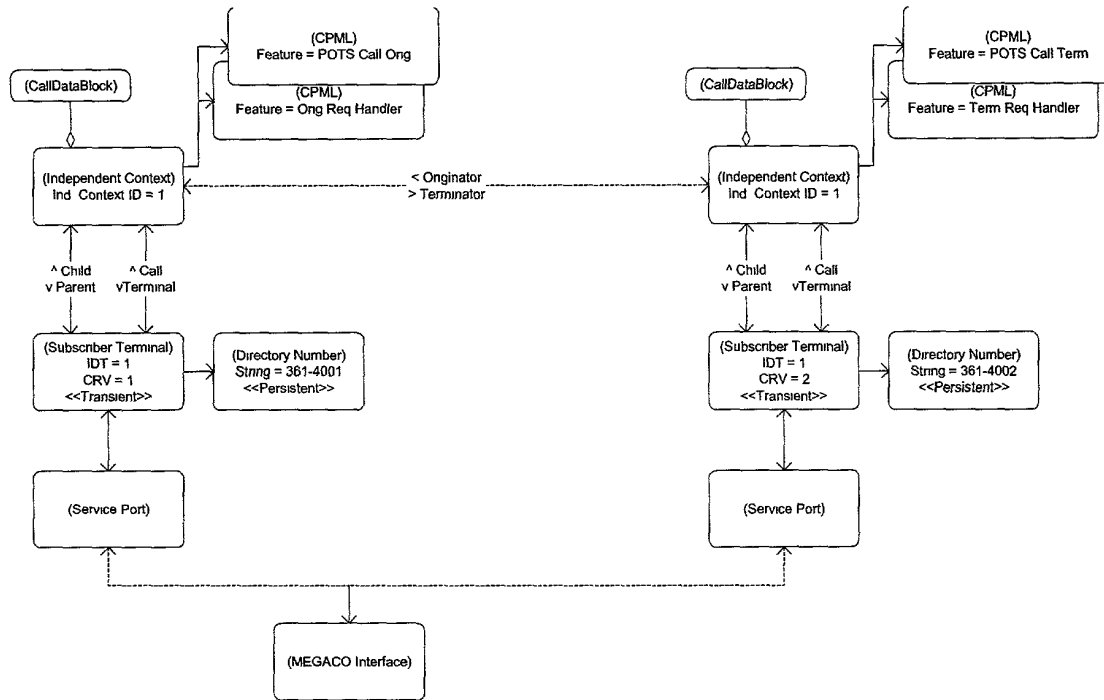 (CPML)
Feature = POTS Call Orig
(CPML)
Feature = Orig Req Handler
(CallDataBlock)
(Independent Context)
Ind Context ID = 1
< Originator
> Terminator
^ Child
v Parent
^ Call
vTerminal
(Subscriber Terminal)
IDT = 1
CRV = 1
<<Transient>>
(Directory Number)
String = 361-4001
<<Persistent>>
(Service Port)
(CPML)
Feature = POTS Call Term
(CPML)
Feature = Term Req Handler
(CallDataBlock)
(Independent Context)
Ind Context ID = 1
^ Child
v Parent
^ Call
vTerminal
(Subscriber Terminal)
IDT = 1
CRV = 2
<<Transient>>
(Directory Number)
String = 361-4002
<<Persistent>>
(Service Port)
(MEGACO Interface)